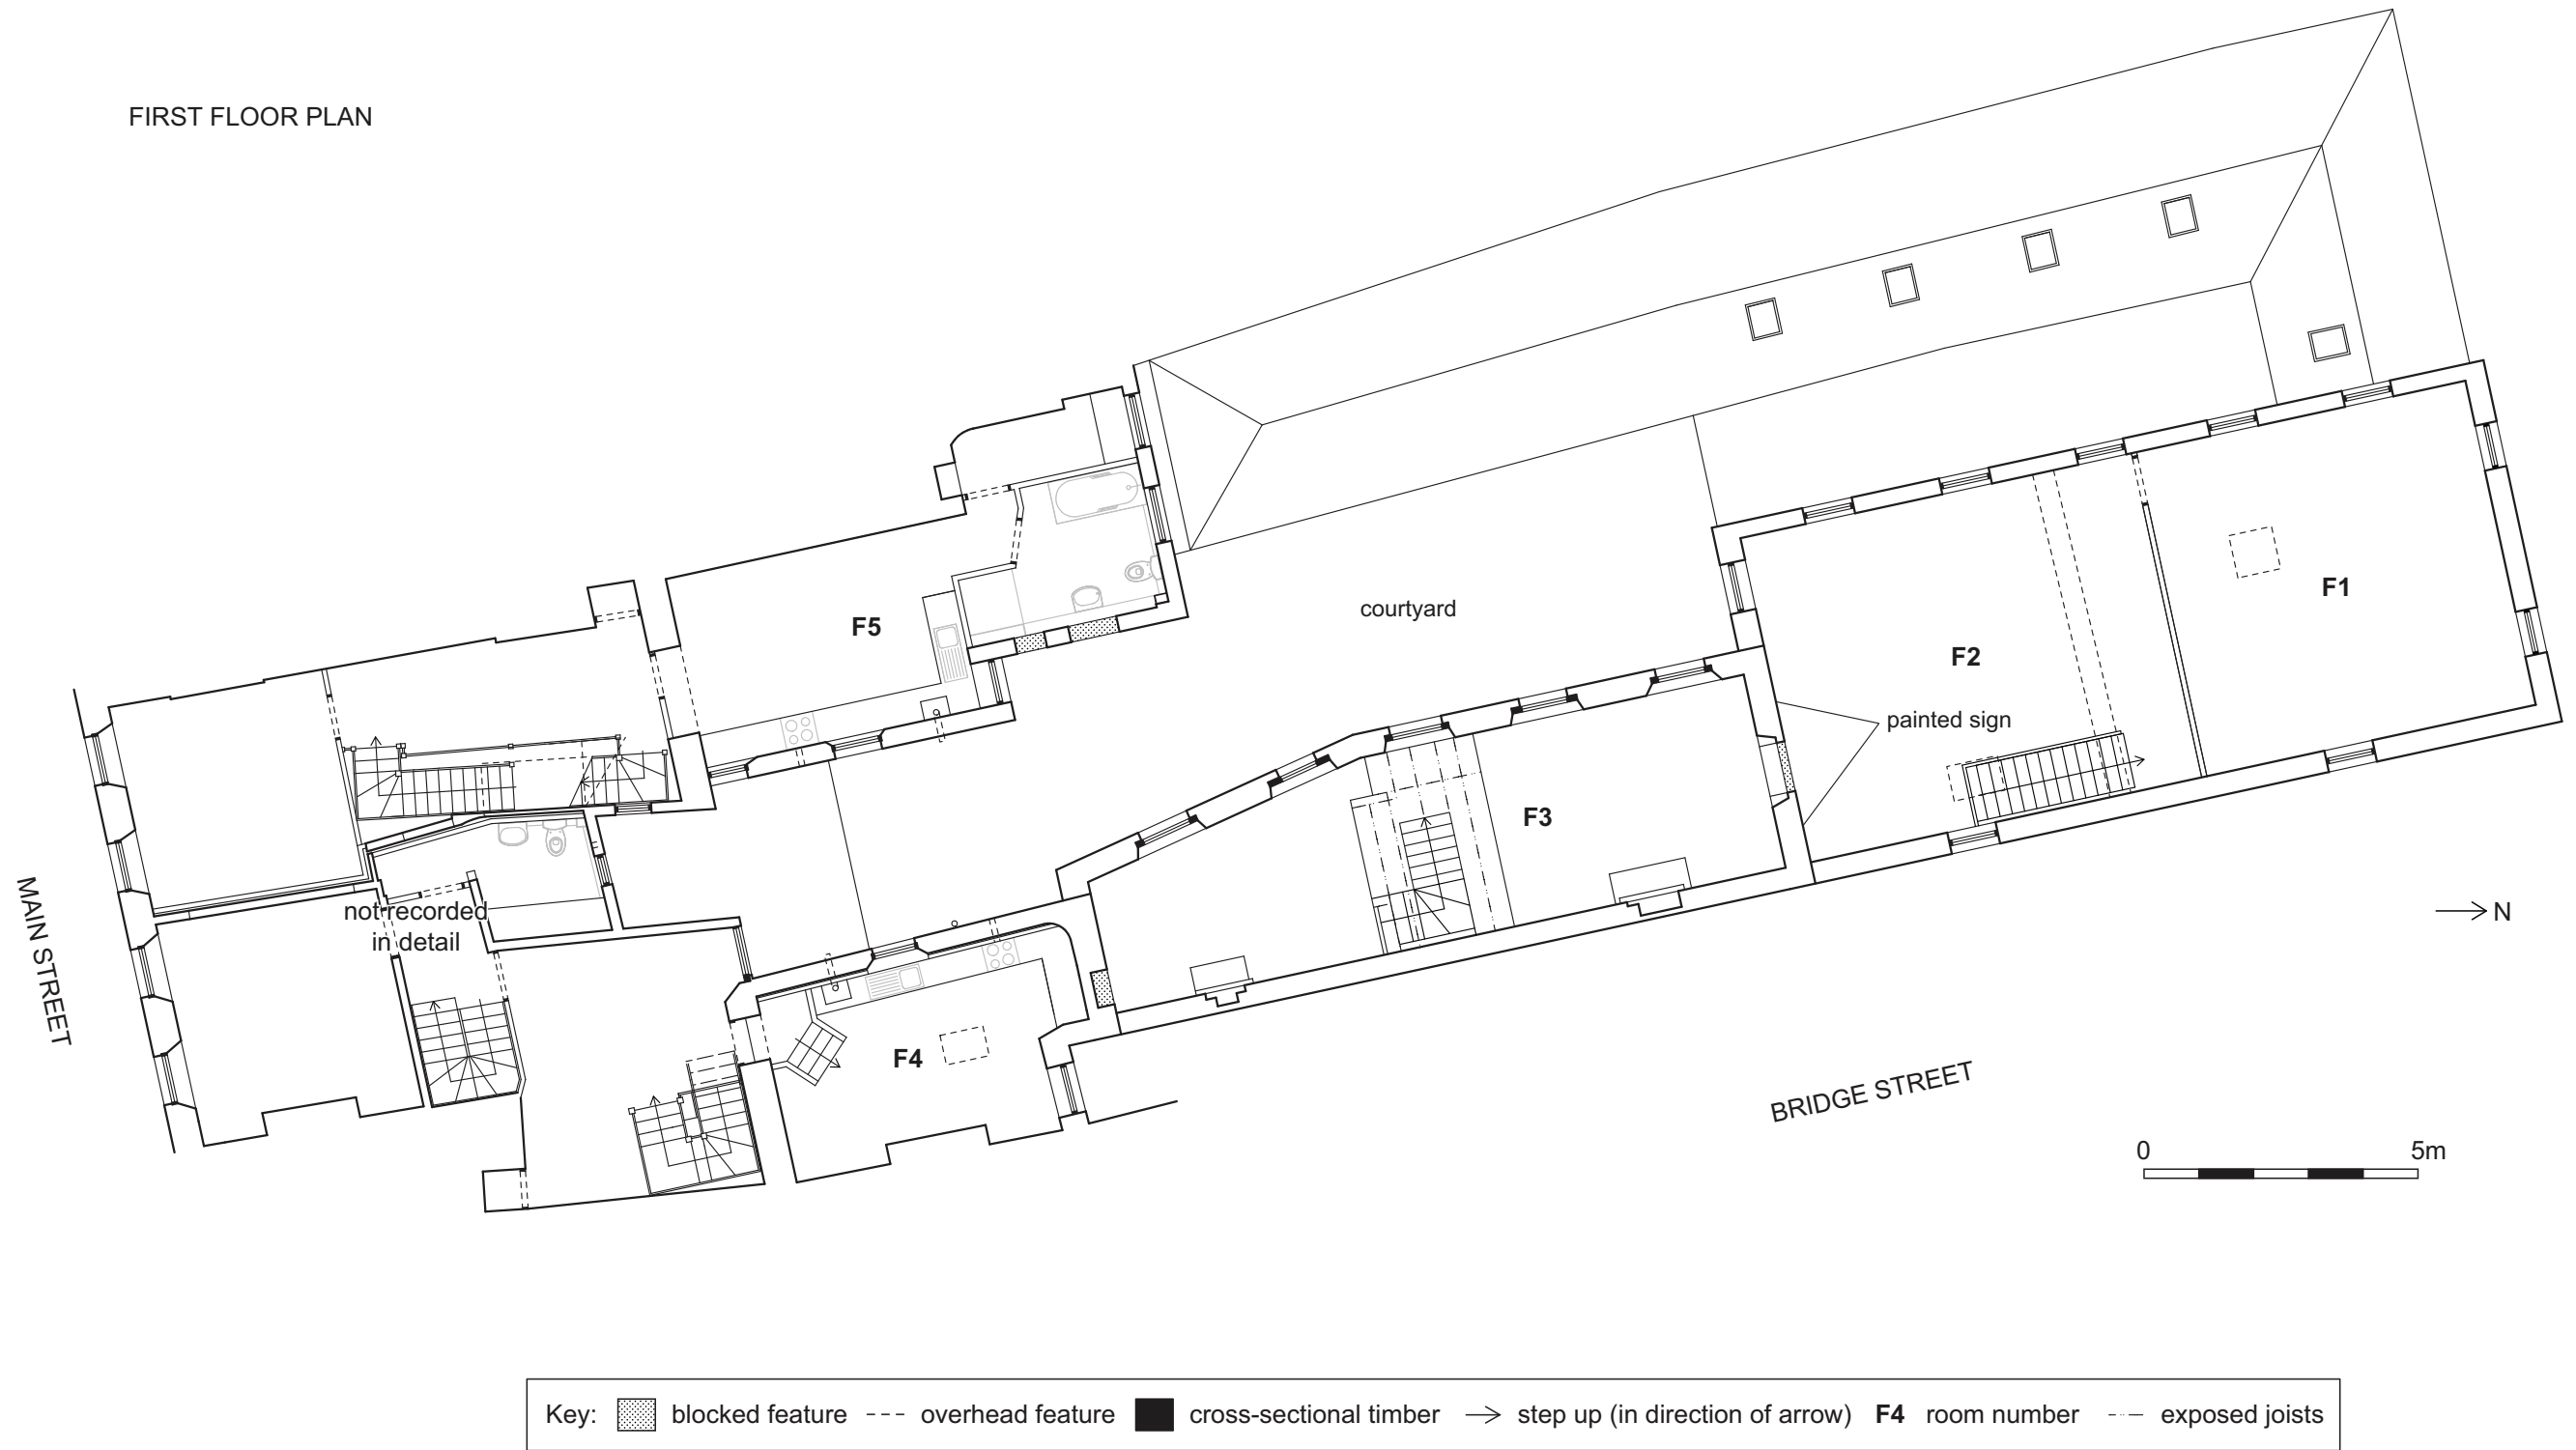 FIRST FLOOR PLAN
F5
courtyard
F1
F2
painted sign
F3
MAIN STREET
not recorded
in detail
N
F4
BRIDGE STREET
0 5m
Key: blocked feature overhead feature cross-sectional timber step up (in direction of arrow) F4 room number exposed joists